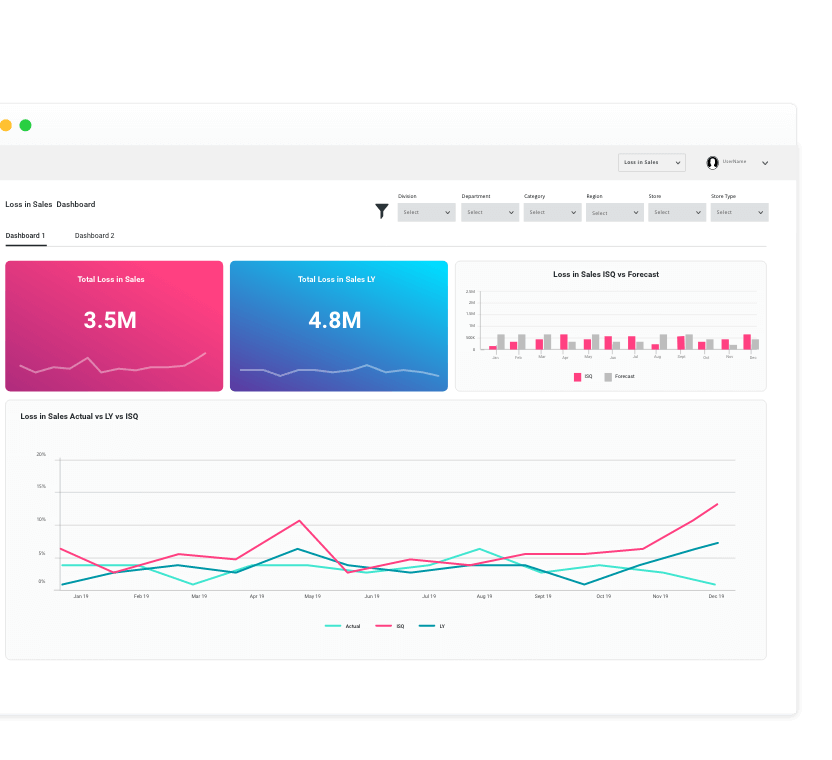 Loss in Sales
UserName
Loss in Sales Dashboard
Division
Department
Category
Region
Store
Store Type
Select
Select
Select
Select
Select
Select
Dashboard 1
Dashboard 2
Total Loss in Sales
3.5M
Total Loss in Sales LY
4.8M
Loss in Sales ISQ vs Forecast
2.5M
2M
1.5M
1M
500K
0
Jan
Feb
Mar
Apr
May
Jun
Jul
Aug
Sept
Oct
Nov
Dec
ISQ
Forecast
Loss in Sales Actual vs LY vs ISQ
20%
15%
10%
5%
0%
Jan 19
Feb 19
Mar 19
Apr 19
May 19
Jun 19
Jul 19
Aug 19
Sept 19
Oct 19
Nov 19
Dec 19
Actual
ISQ
LY